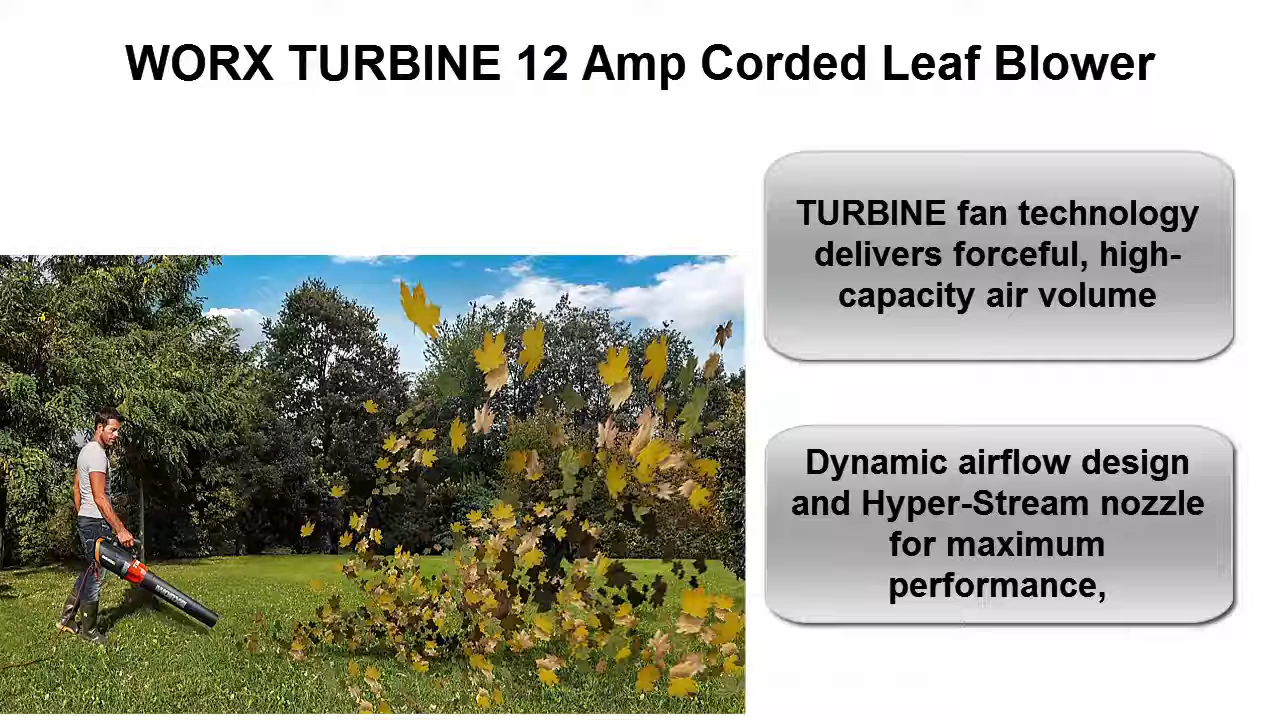 WORX TURBINE 12 Amp Corded Leaf Blower
TURBINE fan technology
delivers forceful, high-
capacity air volume
Dynamic airflow design
and Hyper-Stream nozzle
for maximum
performance,
WORX